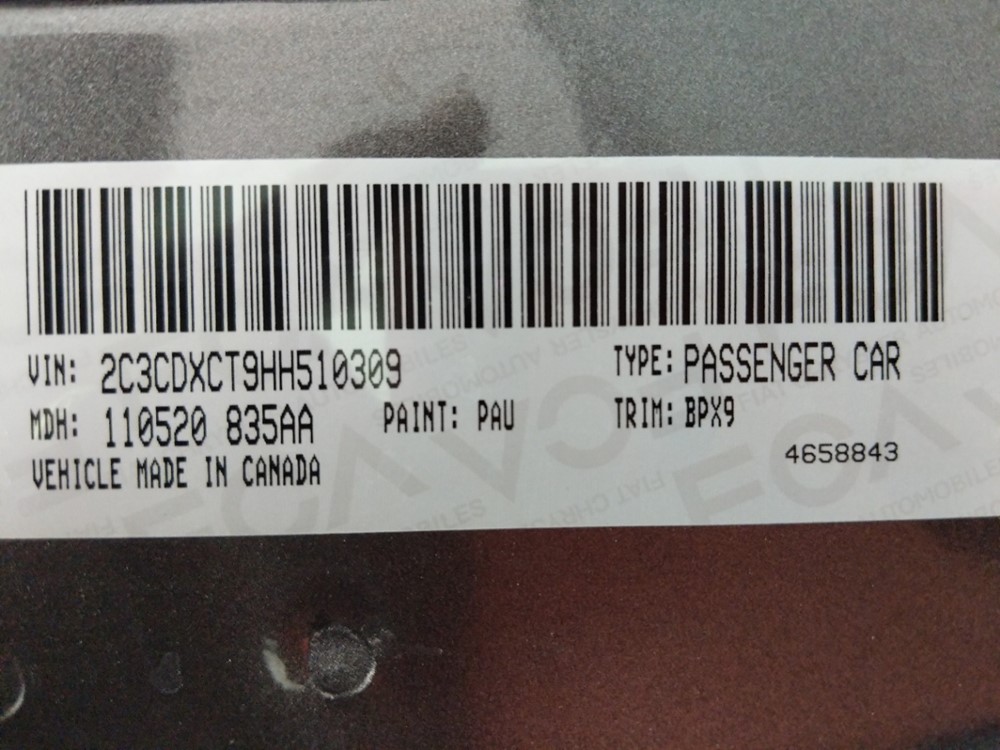 VIN: 2C3CDXCT9HH510309 TYPE: PASSENGER CAR
MDH: 110520 835AA PAINT: PAU TRIM: BPX9
VEHICLE MADE IN CANADA 4658843